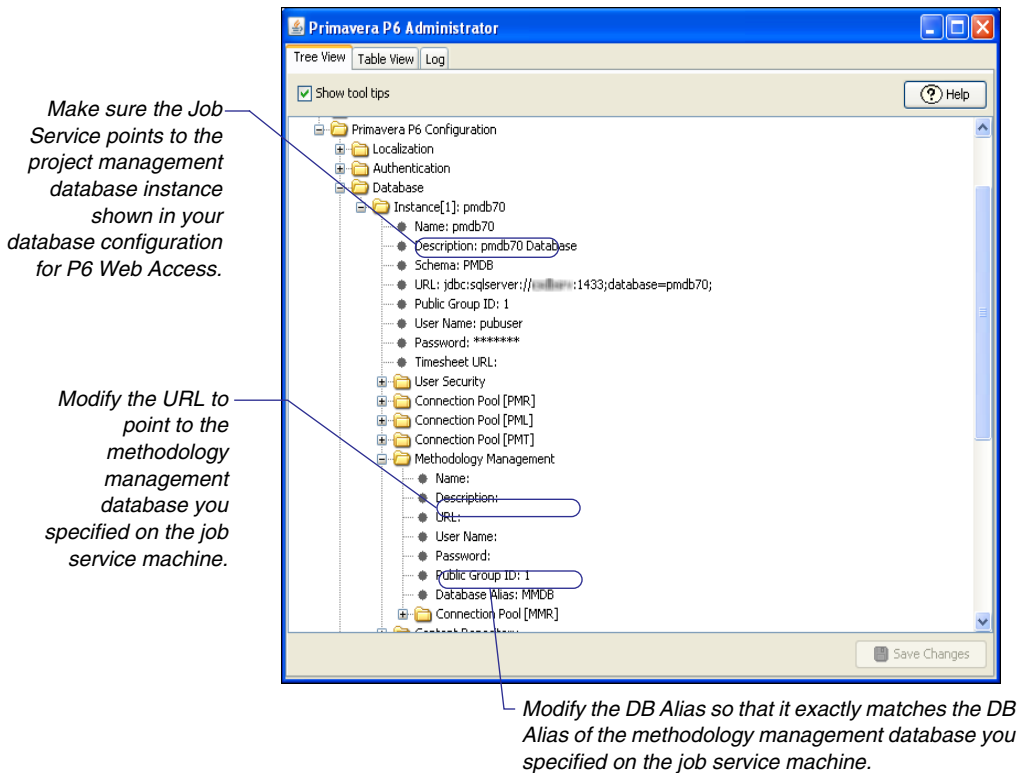 Primavera P6 Administrator
Tree View Table View Log
Show tool tips
Help
Make sure the Job
Service points to the
project management
database instance
shown in your
database configuration
for P6 Web Access.
Primavera P6 Configuration
Localization
Authentication
Database
Instance[1]: pmdb70
Name: pmdb70
Description: pmdb70 Database
Schema: PMDB
URL: jdbc:sqlserver:// :1433;database=pmdb70;
Public Group ID: 1
User Name: pubuser
Password: *******
Timesheet URL:
User Security
Connection Pool [PMR]
Connection Pool [PML]
Connection Pool [PMT]
Methodology Management
Name:
Description:
URL:
User Name:
Password:
Public Group ID: 1
Database Alias: MMDB
Connection Pool [MMR]
Content Repository
Modify the URL to
point to the
methodology
management
database you
specified on the job
service machine.
Save Changes
Modify the DB Alias so that it exactly matches the DB
Alias of the methodology management database you
specified on the job service machine.